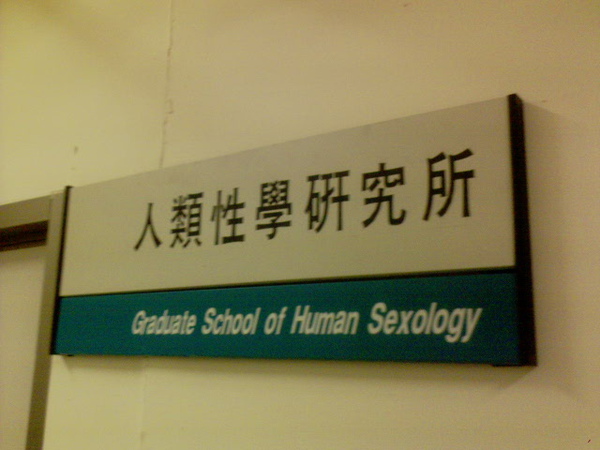 人類性學研究所
Graduate School of Human Sexology